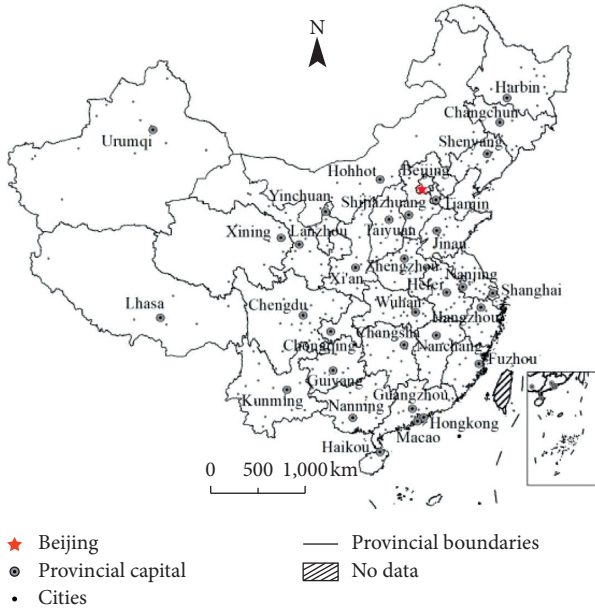 N
Harbin
Changchun
Urumqi
Shenyang
Hohhot
Beijing
Yinchuan
Shijiazhuang
Tianjin
Xining
Lanzhou
Taiyuan
Jinan
Zhengzhou
Xi'an
Hefei
Nanjing
Shanghai
Lhasa
Chengdu
Wuhan
Hangzhou
Chongqing
Changsha
Nanchang
Fuzhou
Guiyang
Kunming
Guangzhou
Nanning
Hongkong
Macao
Haikou
0 500 1,000 km
Beijing
Provincial boundaries
Provincial capital
No data
Cities